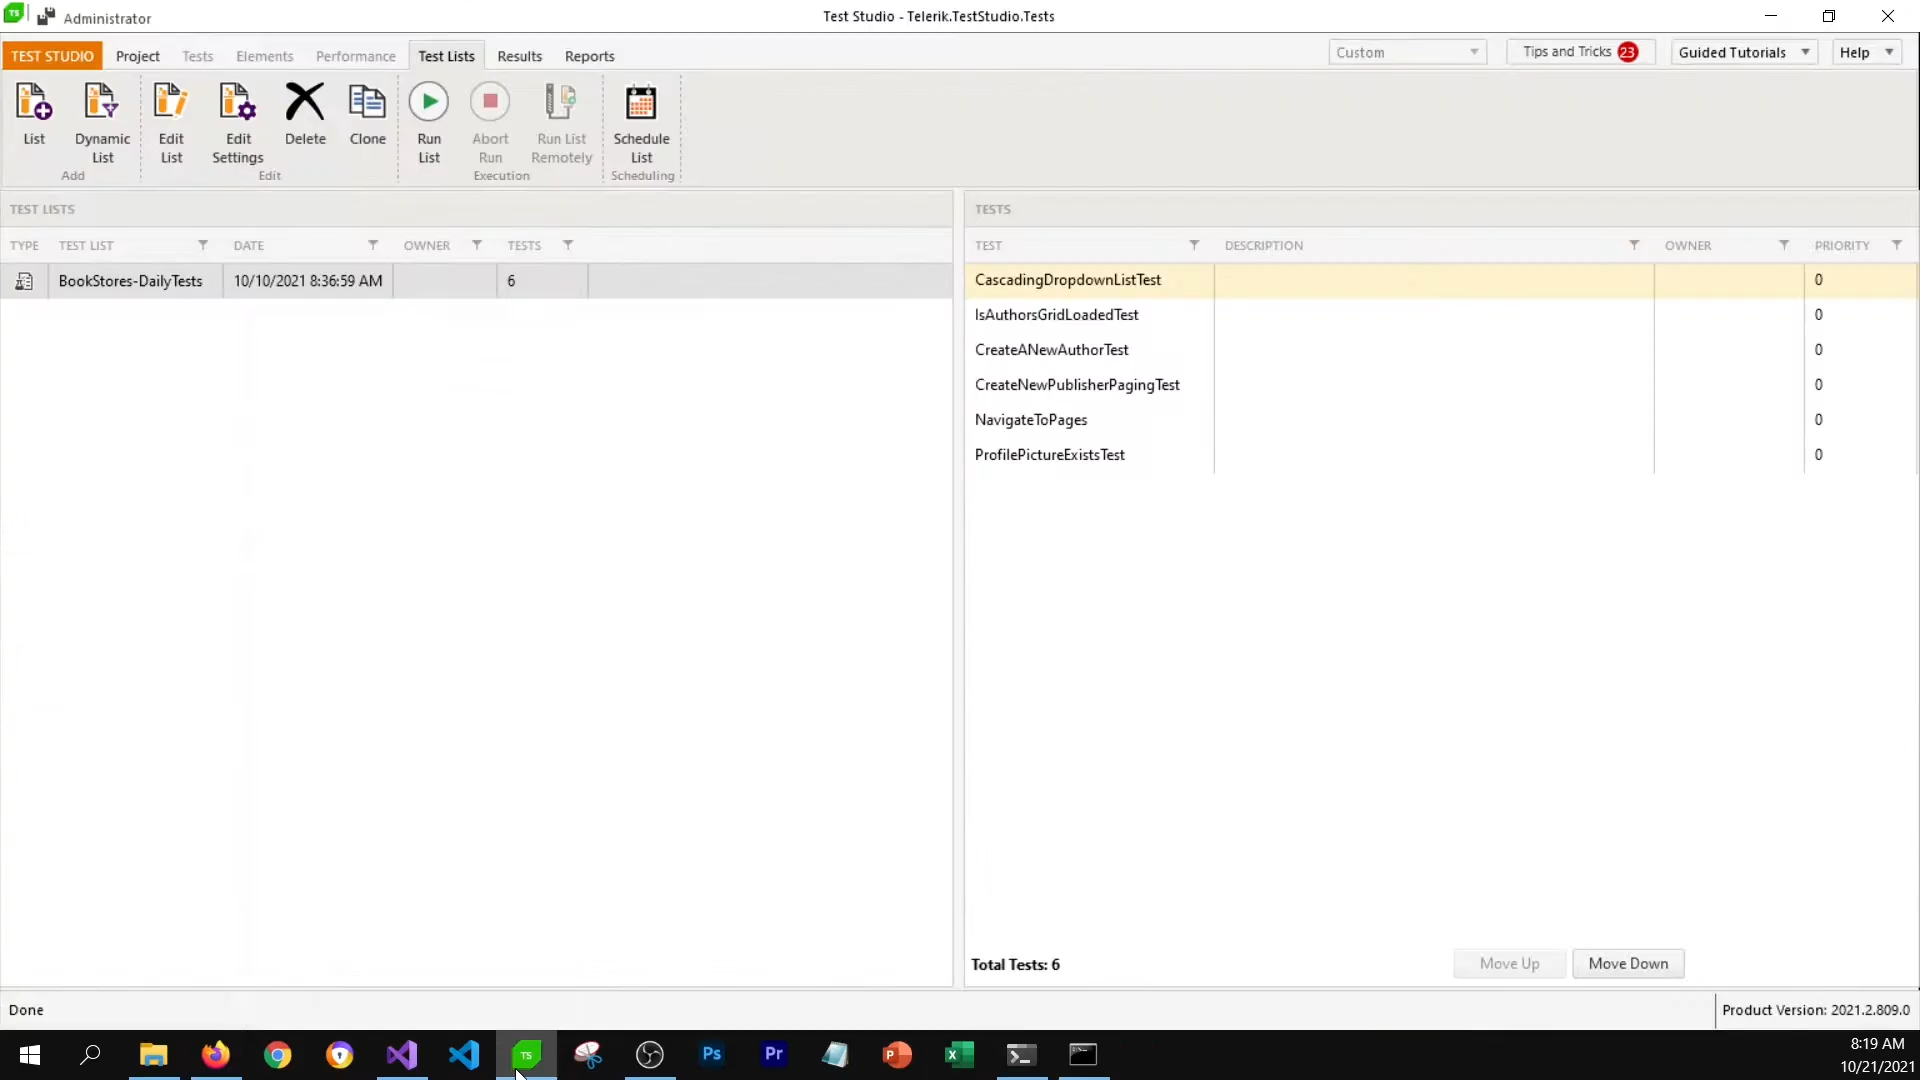 TS Administrator
Test Studio - Telerik.TestStudio.Tests
TEST STUDIO Project Tests Elements Performance Test Lists Results Reports
Custom Tips and Tricks 23 Guided Tutorials Help
List
Dynamic
List
Add
Edit
List
Edit
Settings
Delete
Clone
Edit
Run
List
Abort
Run
Run List
Remotely
Execution
Schedule
List
Scheduling
TEST LISTS
TYPE TEST LIST DATE OWNER TESTS
BookStores-DailyTests 10/10/2021 8:36:59 AM 6
TESTS
TEST DESCRIPTION OWNER PRIORITY
CascadingDropdownListTest 0
IsAuthorsGridLoadedTest 0
CreateANewAuthorTest 0
CreateNewPublisherPagingTest 0
NavigateToPages 0
ProfilePictureExistsTest 0
Total Tests: 6 Move Up Move Down
Done Product Version: 2021.2.809.0
TS Ps Pr P X
8:19 AM
10/21/2021